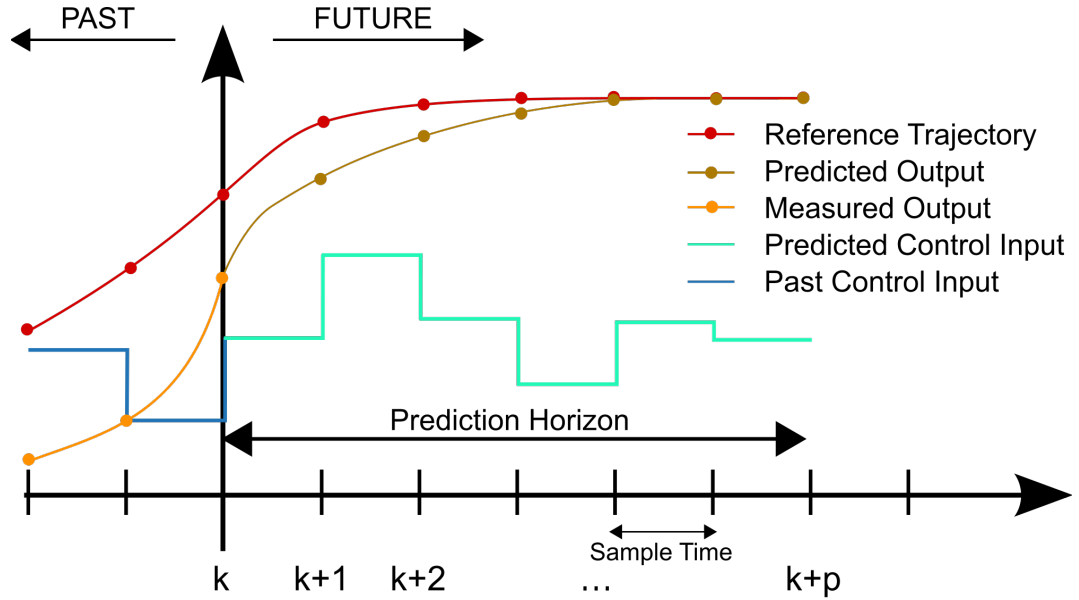 PAST
FUTURE
Reference Trajectory
Predicted Output
Measured Output
Predicted Control Input
Past Control Input
Prediction Horizon
Sample Time
k
k+1
k+2
...
k+p